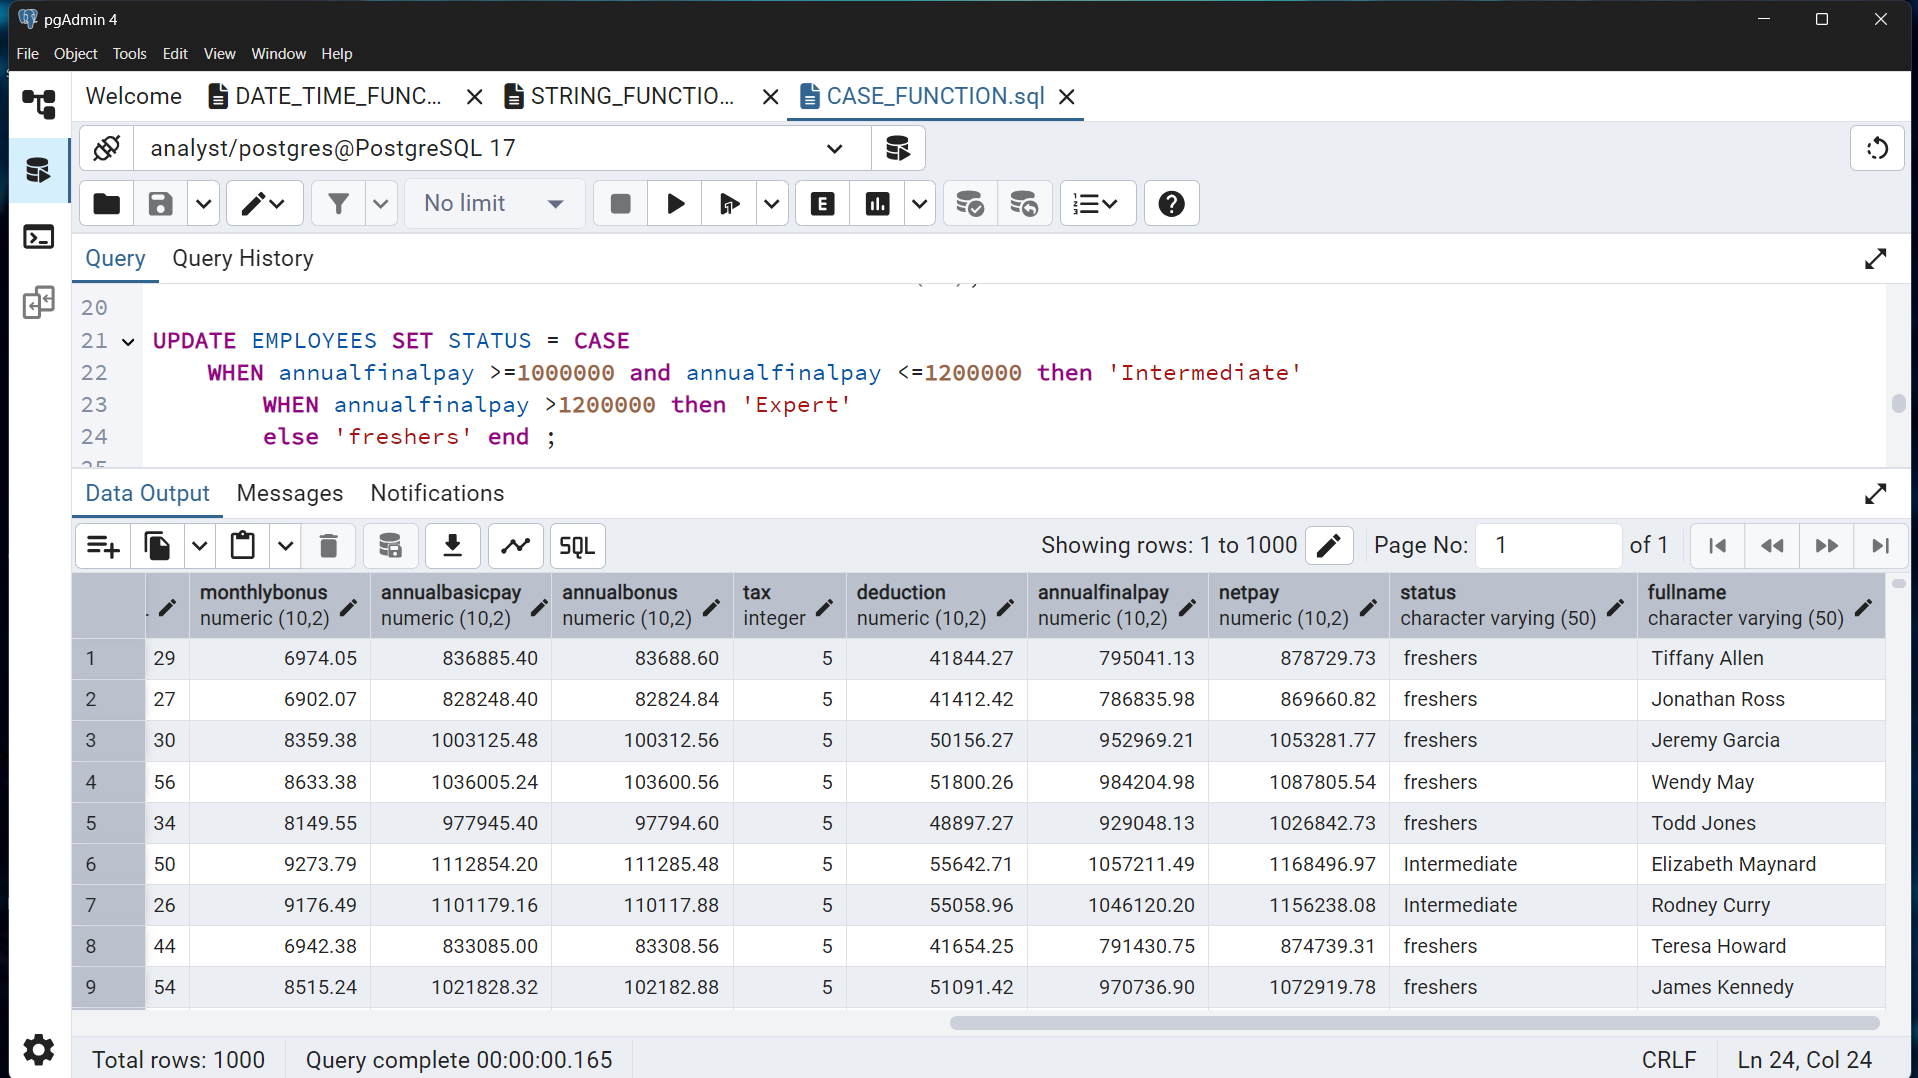 pgAdmin 4
File Object Tools Edit View Window Help
Welcome DATE_TIME_FUNC... STRING_FUNCTIO... CASE_FUNCTION.sql
analyst/postgres@PostgreSQL 17
No limit E
Query Query History
20
21 UPDATE EMPLOYEES SET STATUS = CASE
22 WHEN annualfinalpay >=1000000 and annualfinalpay <=1200000 then 'Intermediate'
23 WHEN annualfinalpay >1200000 then 'Expert'
24 else 'freshers' end ;
25
Data Output Messages Notifications
SQL Showing rows: 1 to 1000 Page No: 1 of 1
monthlybonus annualbasicpay annualbonus tax deduction annualfinalpay netpay status fullname
numeric (10,2) numeric (10,2) numeric (10,2) integer numeric (10,2) numeric (10,2) numeric (10,2) character varying (50) character varying (50)
1 29 6974.05 836885.40 83688.60 5 41844.27 795041.13 878729.73 freshers Tiffany Allen
2 27 6902.07 828248.40 82824.84 5 41412.42 786835.98 869660.82 freshers Jonathan Ross
3 30 8359.38 1003125.48 100312.56 5 50156.27 952969.21 1053281.77 freshers Jeremy Garcia
4 56 8633.38 1036005.24 103600.56 5 51800.26 984204.98 1087805.54 freshers Wendy May
5 34 8149.55 977945.40 97794.60 5 48897.27 929048.13 1026842.73 freshers Todd Jones
6 50 9273.79 1112854.20 111285.48 5 55642.71 1057211.49 1168496.97 Intermediate Elizabeth Maynard
7 26 9176.49 1101179.16 110117.88 5 55058.96 1046120.20 1156238.08 Intermediate Rodney Curry
8 44 6942.38 833085.00 83308.56 5 41654.25 791430.75 874739.31 freshers Teresa Howard
9 54 8515.24 1021828.32 102182.88 5 51091.42 970736.90 1072919.78 freshers James Kennedy
Total rows: 1000 Query complete 00:00:00.165 CRLF Ln 24, Col 24